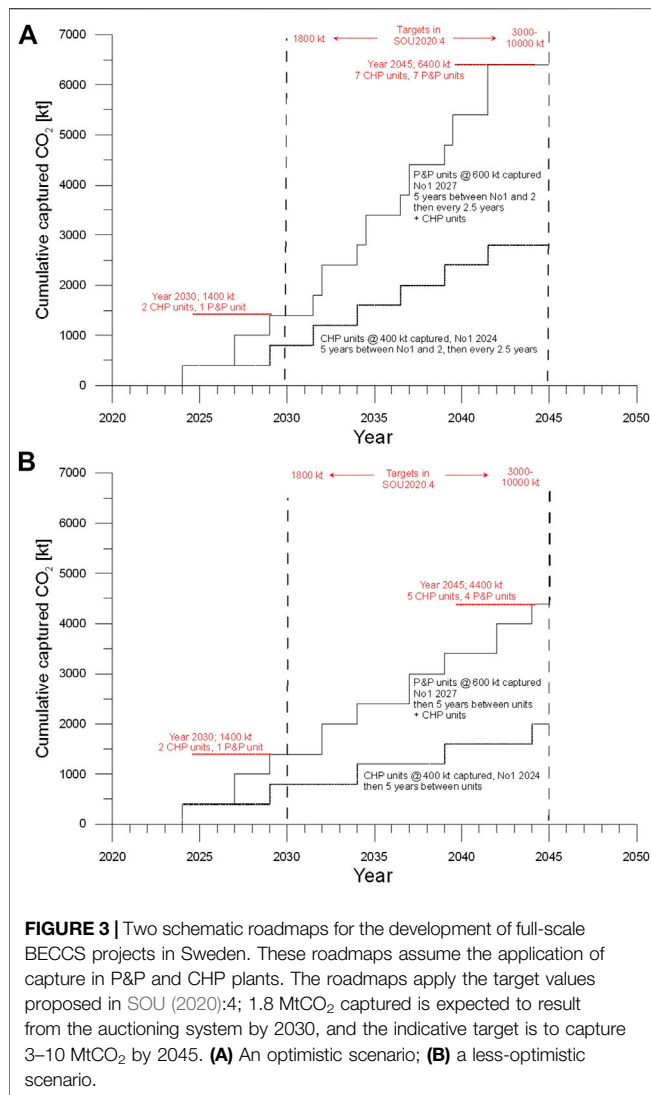 A
7000
6000
5000
4000
3000
2000
1000
0
Cumulative captured CO₂ [kt]
1800 kt
Targets in
SOU2020:4
3000-
10000 kt
Year 2045; 6400 kt
7 CHP units, 7 P&P units
P&P units @ 600 kt captured
No1 2027
5 years between No1 and 2
then every 2.5 years
+ CHP units
Year 2030; 1400 kt
2 CHP units, 1 P&P unit
CHP units @ 400 kt captured, No1 2024
5 years between No1 and 2, then every 2.5 years
2020 2025 2030 2035 2040 2045 2050
Year
B
7000
6000
5000
4000
3000
2000
1000
0
Cumulative captured CO₂ [kt]
1800 kt
Targets in
SOU2020:4
3000-
10000 kt
Year 2045; 4400 kt
5 CHP units, 4 P&P units
P&P units @ 600 kt captured
No1 2027
then 5 years between units
+ CHP units
Year 2030; 1400 kt
2 CHP units, 1 P&P unit
CHP units @ 400 kt captured, No1 2024
then 5 years between units
2020 2025 2030 2035 2040 2045 2050
Year
FIGURE 3 | Two schematic roadmaps for the development of full-scale
BECCS projects in Sweden. These roadmaps assume the application of
capture in P&P and CHP plants. The roadmaps apply the target values
proposed in SOU (2020):4; 1.8 MtCO₂ captured is expected to result
from the auctioning system by 2030, and the indicative target is to capture
3–10 MtCO₂ by 2045. (A) An optimistic scenario; (B) a less-optimistic
scenario.